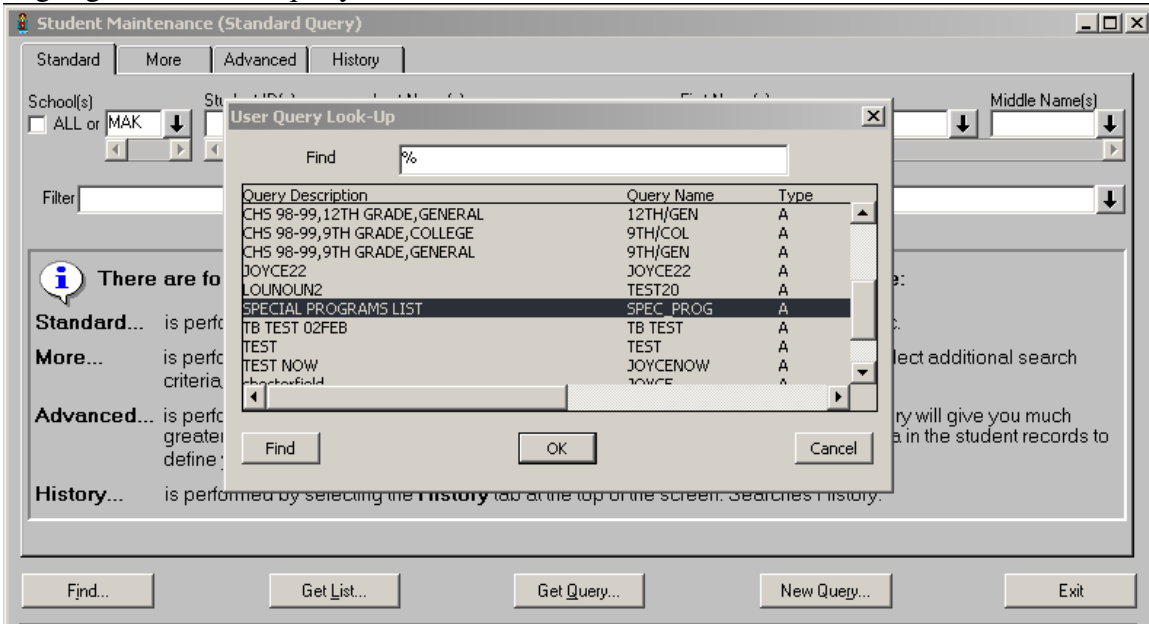 Student Maintenance (Standard Query)
Standard More Advanced History
School(s) Middle Name(s)
ALL or MAK
User Query Look-Up
Find %
Filter
Query Description Query Name Type
CHS 98-99,12TH GRADE,GENERAL 12TH/GEN A
CHS 98-99,9TH GRADE,COLLEGE 9TH/COL A
CHS 98-99,9TH GRADE,GENERAL 9TH/GEN A
JOYCE22 JOYCE22 A
LOUNOUN2 TEST20 A
SPECIAL PROGRAMS LIST SPEC_PROG A
TB TEST 02FEB TB TEST A
TEST TEST A
TEST NOW JOYCENOW A
chesterfield JOYCE A
There are fo e:
Standard... is perfo c.
More... is perfo lect additional search
criteria,
Advanced... is perfo ry will give you much
greater a in the student records to
define
Find OK Cancel
History... is performed by selecting the History tab at the top of the screen. Searches History.
Find... Get List... Get Query... New Query... Exit